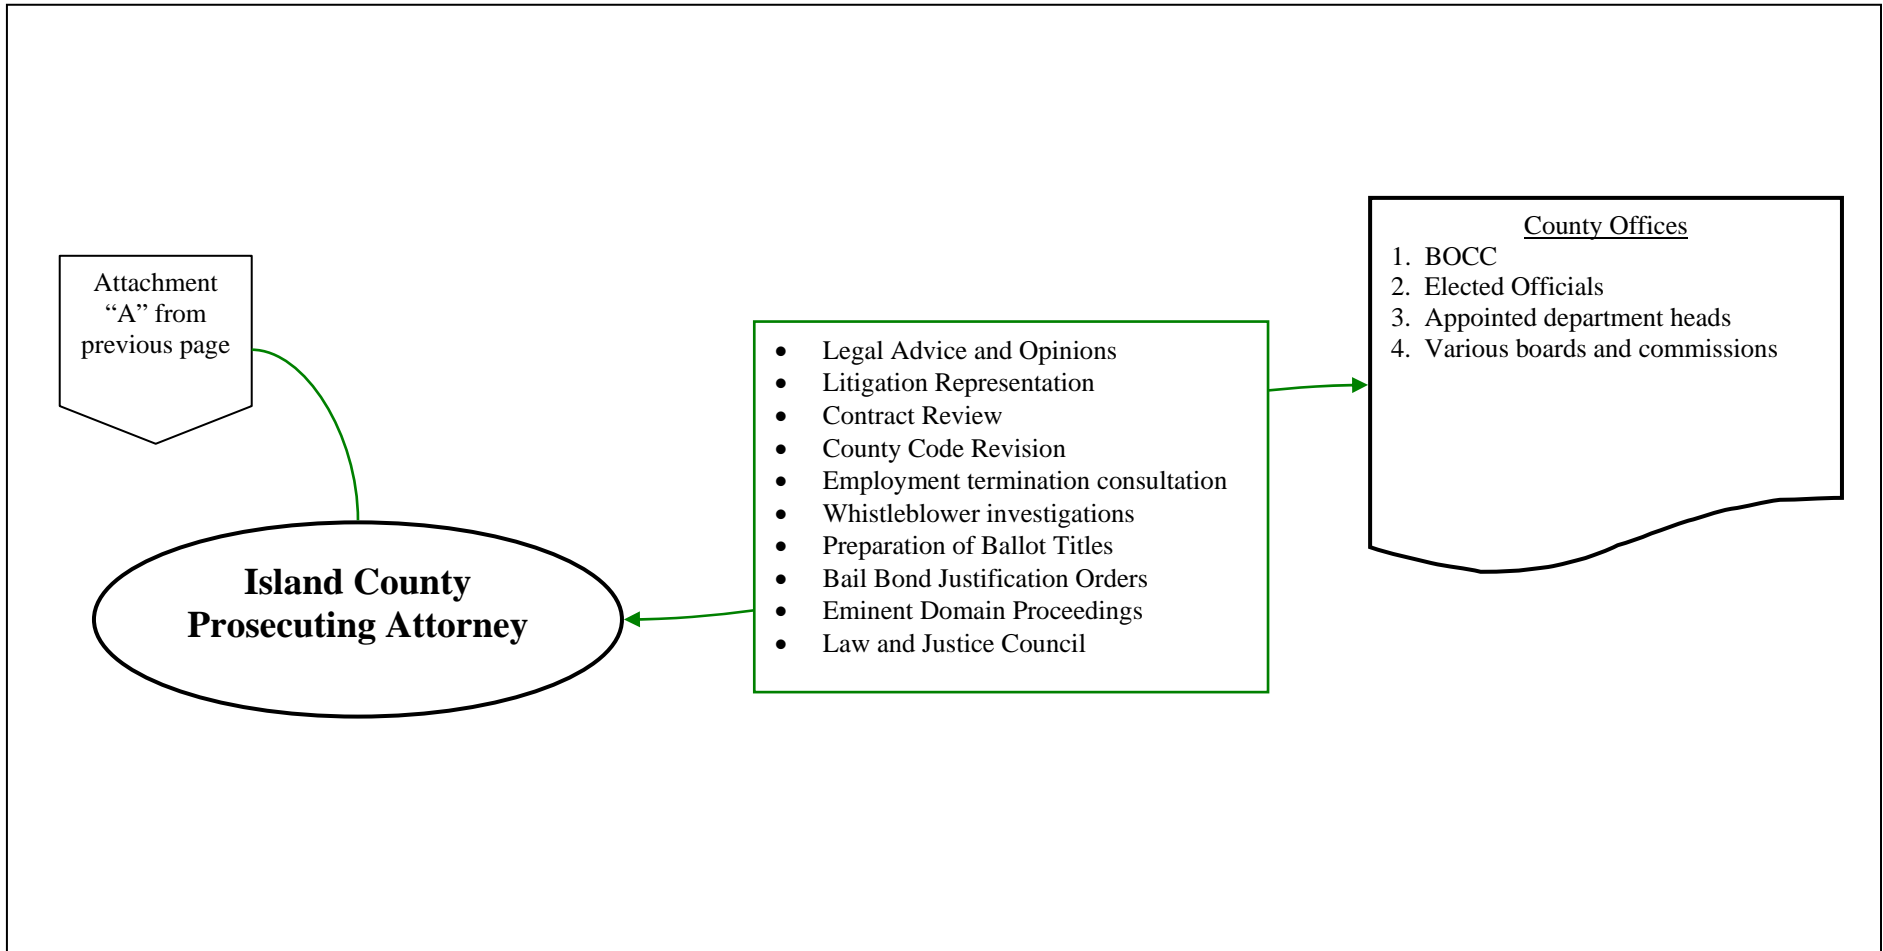 Attachment
“A” from
previous page
Island County
Prosecuting Attorney
• Legal Advice and Opinions
• Litigation Representation
• Contract Review
• County Code Revision
• Employment termination consultation
• Whistleblower investigations
• Preparation of Ballot Titles
• Bail Bond Justification Orders
• Eminent Domain Proceedings
• Law and Justice Council
County Offices
1. BOCC
2. Elected Officials
3. Appointed department heads
4. Various boards and commissions